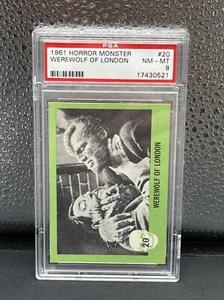 PSA
1961 HORROR MONSTER #20
WEREWOLF OF LONDON NM - MT
8
17430521
WEREWOLF OF LONDON
20